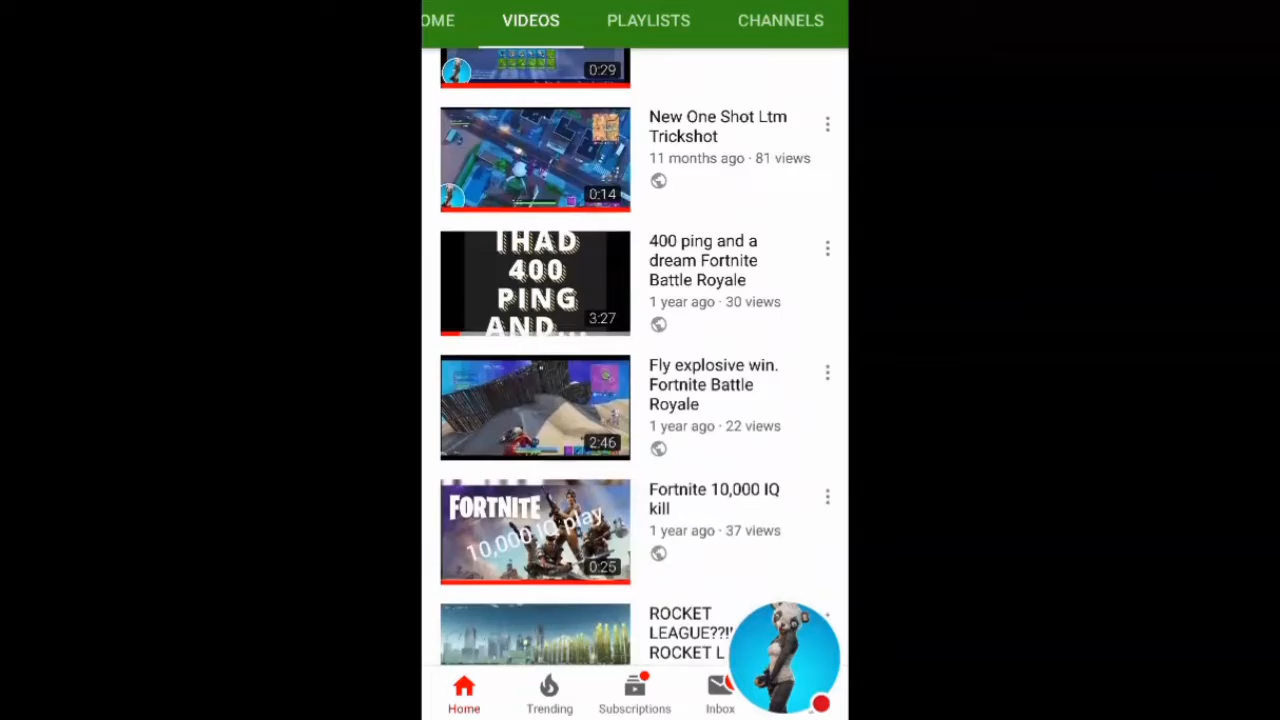 OME VIDEOS PLAYLISTS CHANNELS
0:29
New One Shot Ltm
Trickshot
11 months ago · 81 views
0:14
I HAD
400
PING
AND...
3:27
400 ping and a
dream Fortnite
Battle Royale
1 year ago · 30 views
Fly explosive win.
Fortnite Battle
Royale
1 year ago · 22 views
2:46
FORTNITE
10,000 IQ play
0:25
Fortnite 10,000 IQ
kill
1 year ago · 37 views
ROCKET
LEAGUE??!
ROCKET L
Home Trending Subscriptions Inbox